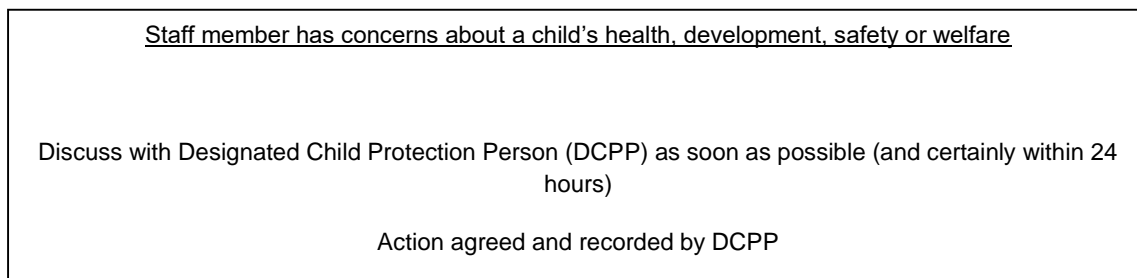 Staff member has concerns about a child’s health, development, safety or welfare
Discuss with Designated Child Protection Person (DCPP) as soon as possible (and certainly within 24
hours)
Action agreed and recorded by DCPP